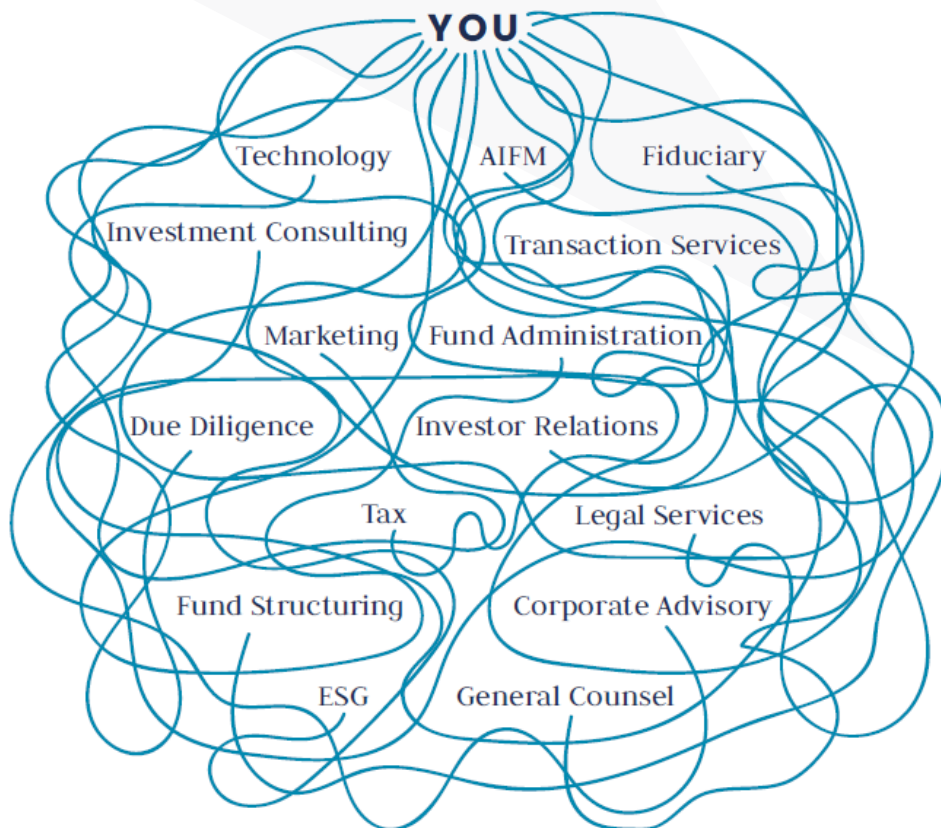 YOU
Technology
AIFM
Fiduciary
Investment Consulting
Transaction Services
Marketing
Fund Administration
Due Diligence
Investor Relations
Tax
Legal Services
Fund Structuring
Corporate Advisory
ESG
General Counsel